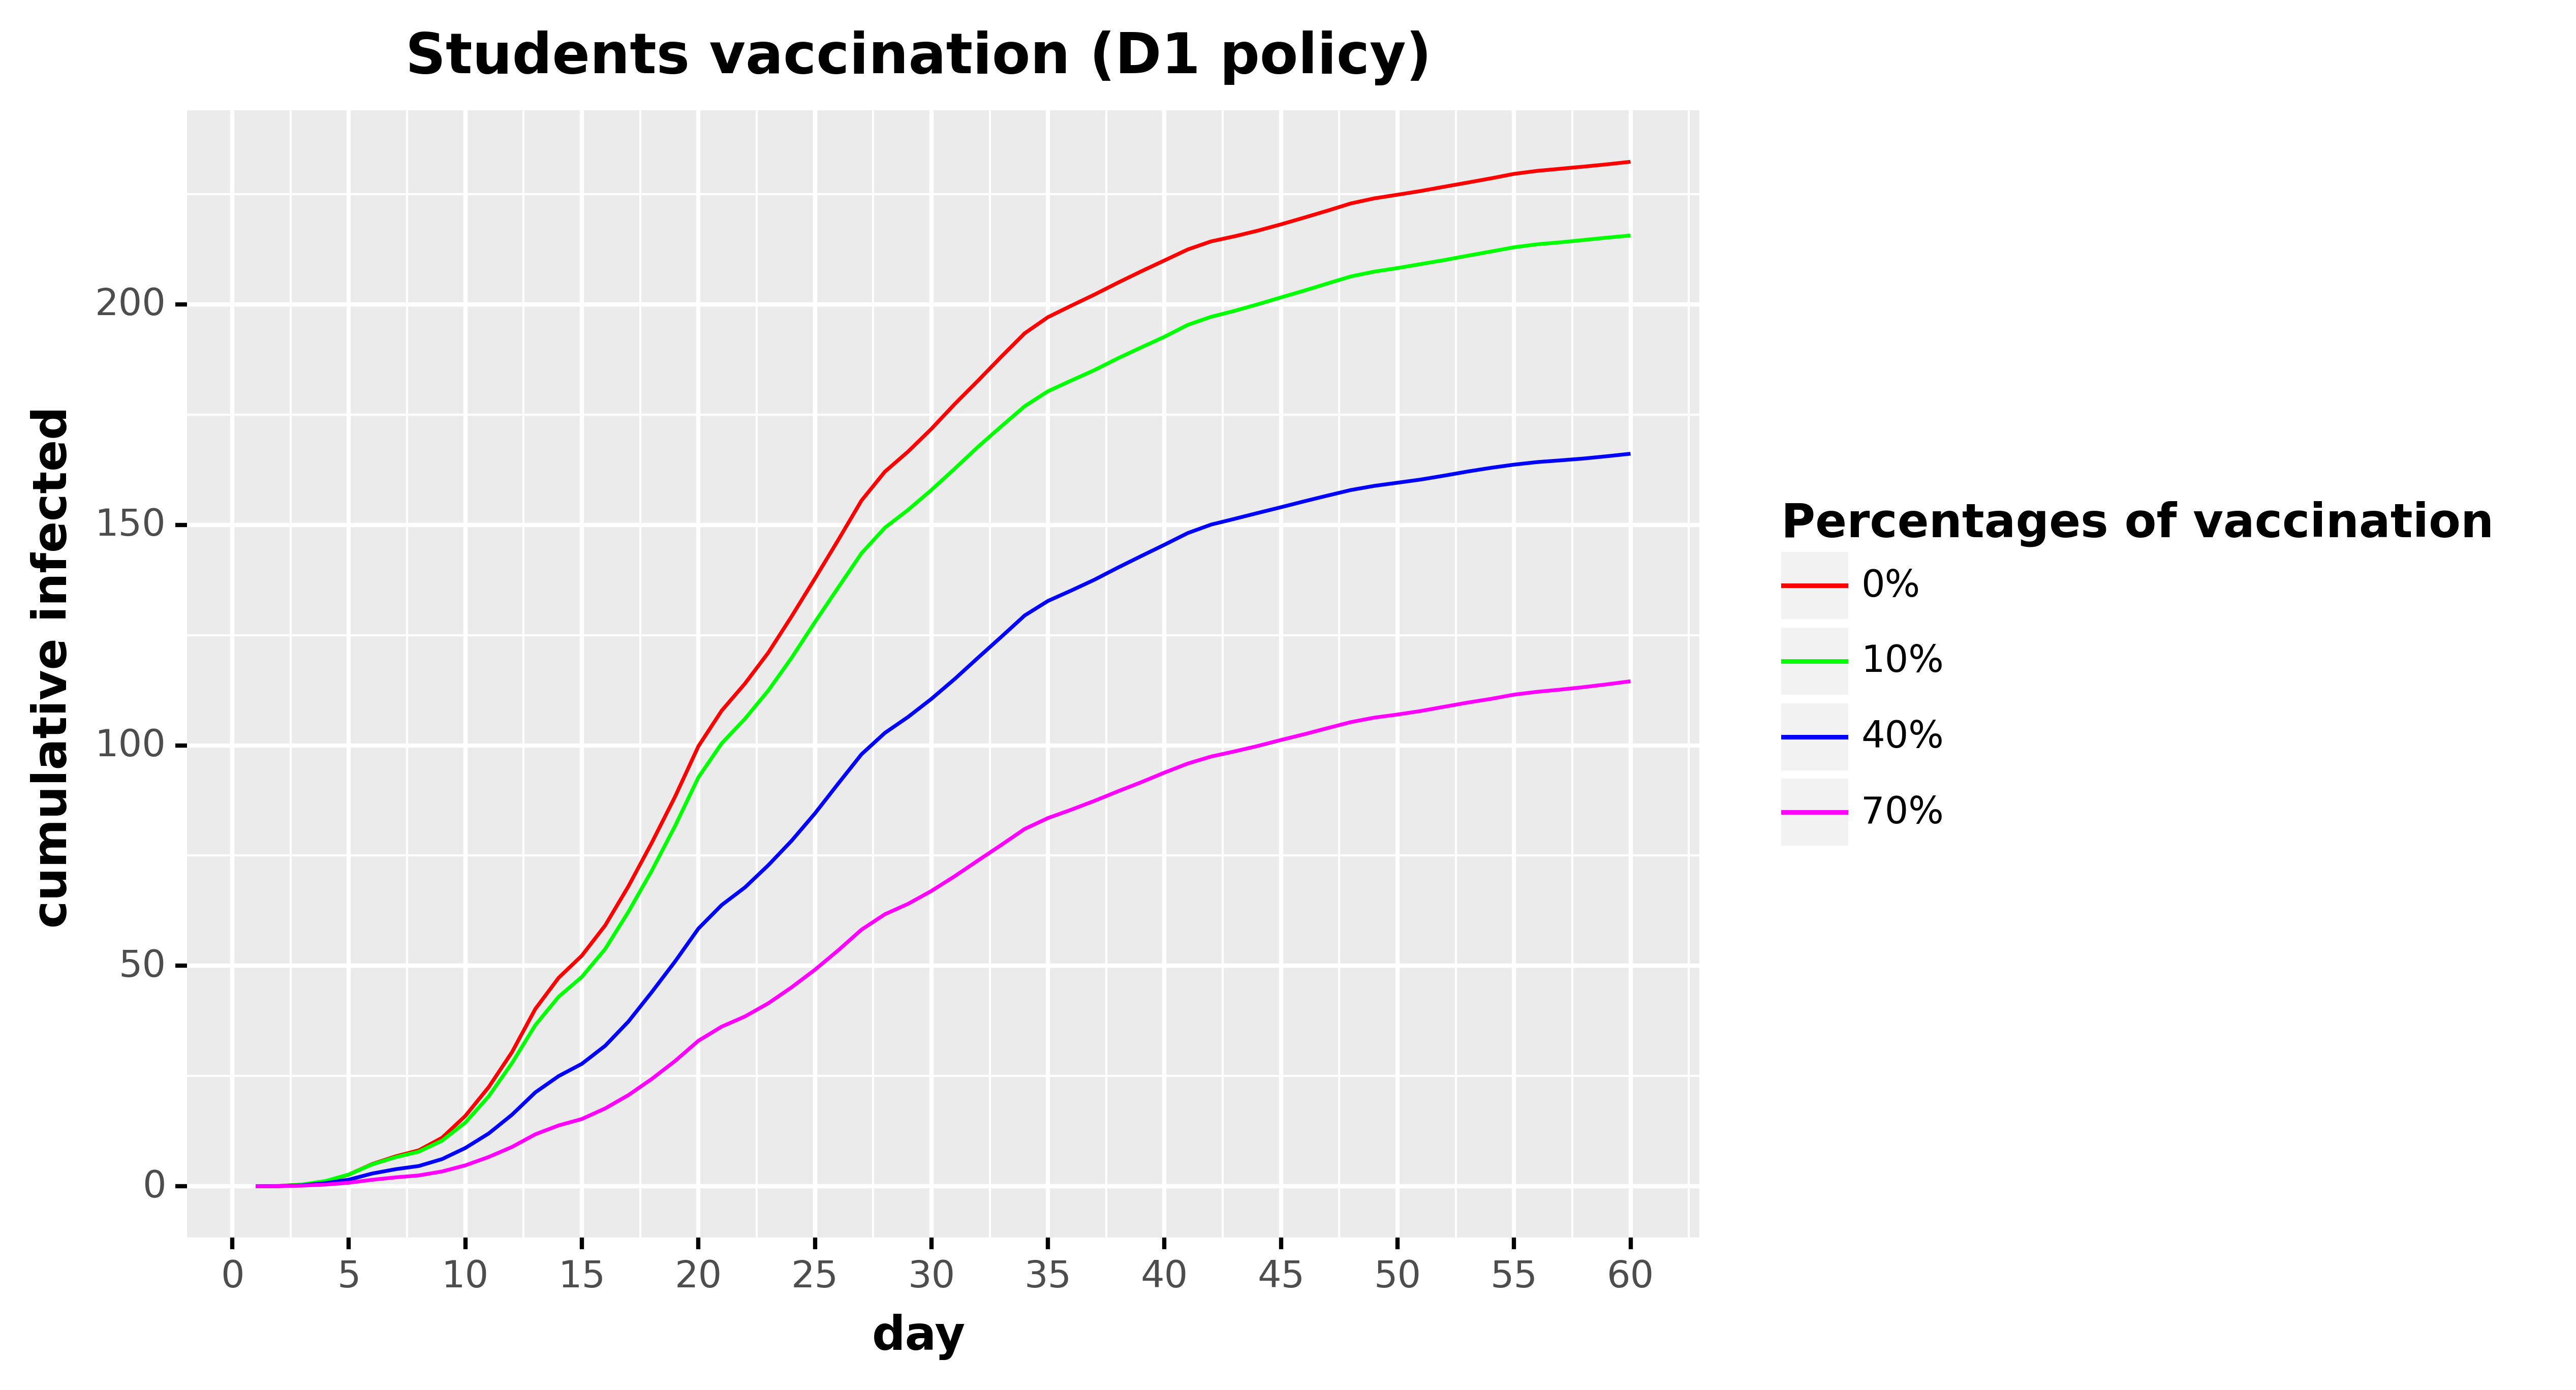 Students vaccination (D1 policy)
cumulative infected
200
150
100
50
0
0 5 10 15 20 25 30 35 40 45 50 55 60
day
Percentages of vaccination
0%
10%
40%
70%